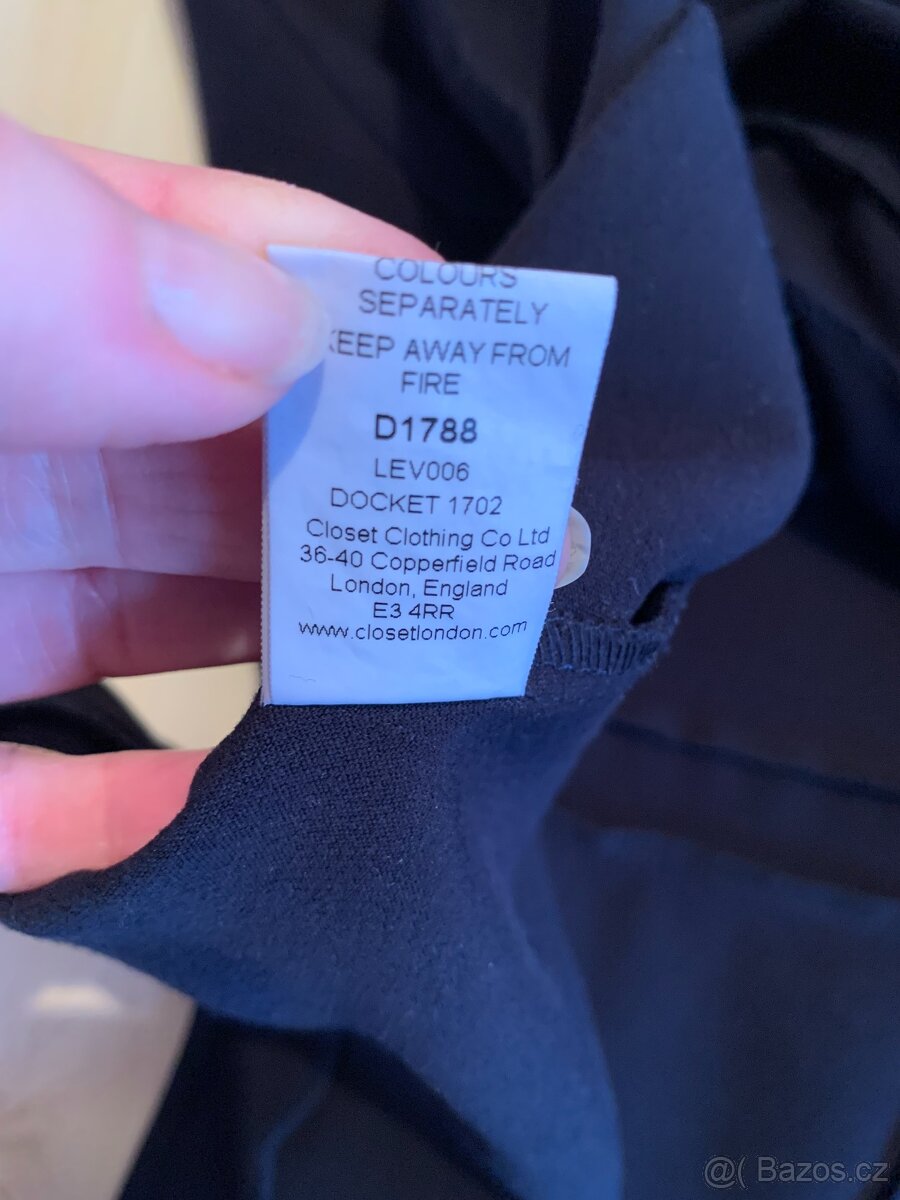 COLOURS
SEPARATELY
KEEP AWAY FROM
FIRE
D1788
LEV006
DOCKET 1702
Closet Clothing Co Ltd
36-40 Copperfield Road
London, England
E3 4RR
www.closetlondon.com
@( Bazos.cz